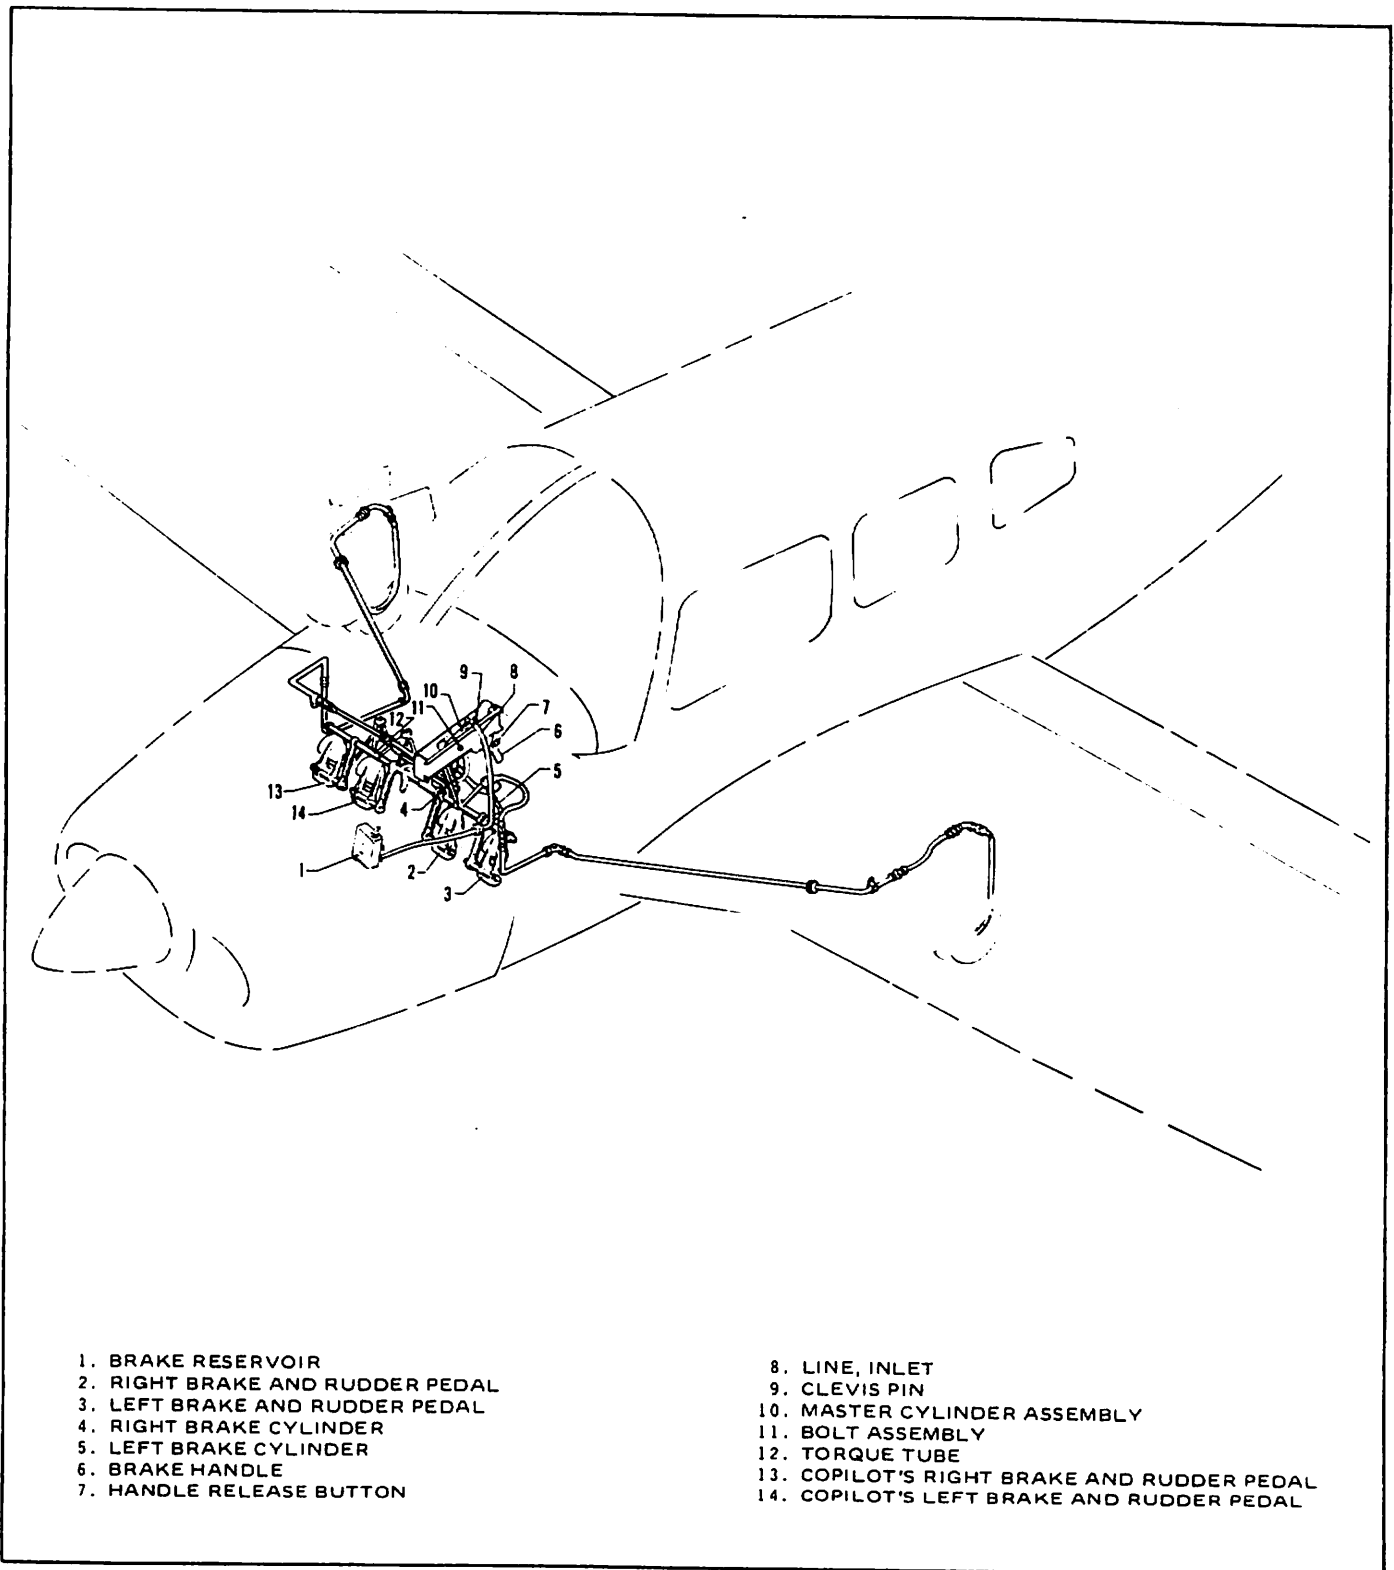 9
8
10
7
11
6
12
5
13
4
14
1
2
3
1. BRAKE RESERVOIR
2. RIGHT BRAKE AND RUDDER PEDAL
3. LEFT BRAKE AND RUDDER PEDAL
4. RIGHT BRAKE CYLINDER
5. LEFT BRAKE CYLINDER
6. BRAKE HANDLE
7. HANDLE RELEASE BUTTON
8. LINE, INLET
9. CLEVIS PIN
10. MASTER CYLINDER ASSEMBLY
11. BOLT ASSEMBLY
12. TORQUE TUBE
13. COPILOT'S RIGHT BRAKE AND RUDDER PEDAL
14. COPILOT'S LEFT BRAKE AND RUDDER PEDAL